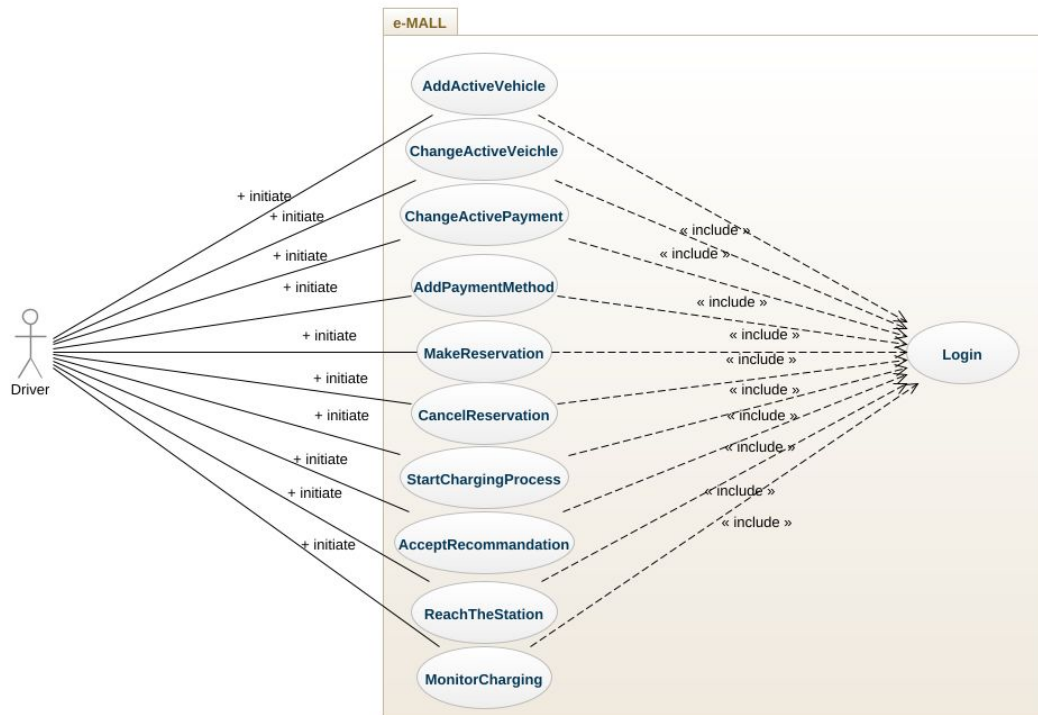 e-MALL
AddActiveVehicle
ChangeActiveVeichle
+ initiate
+ initiate
ChangeActivePayment
« include »
+ initiate
« include »
+ initiate
AddPaymentMethod
« include »
+ initiate
MakeReservation
« include »
Login
« include »
Driver
+ initiate
« include »
CancelReservation
+ initiate
« include »
« include »
+ initiate
StartChargingProcess
+ initiate
« include »
« include »
+ initiate
AcceptRecommandation
ReachTheStation
MonitorCharging